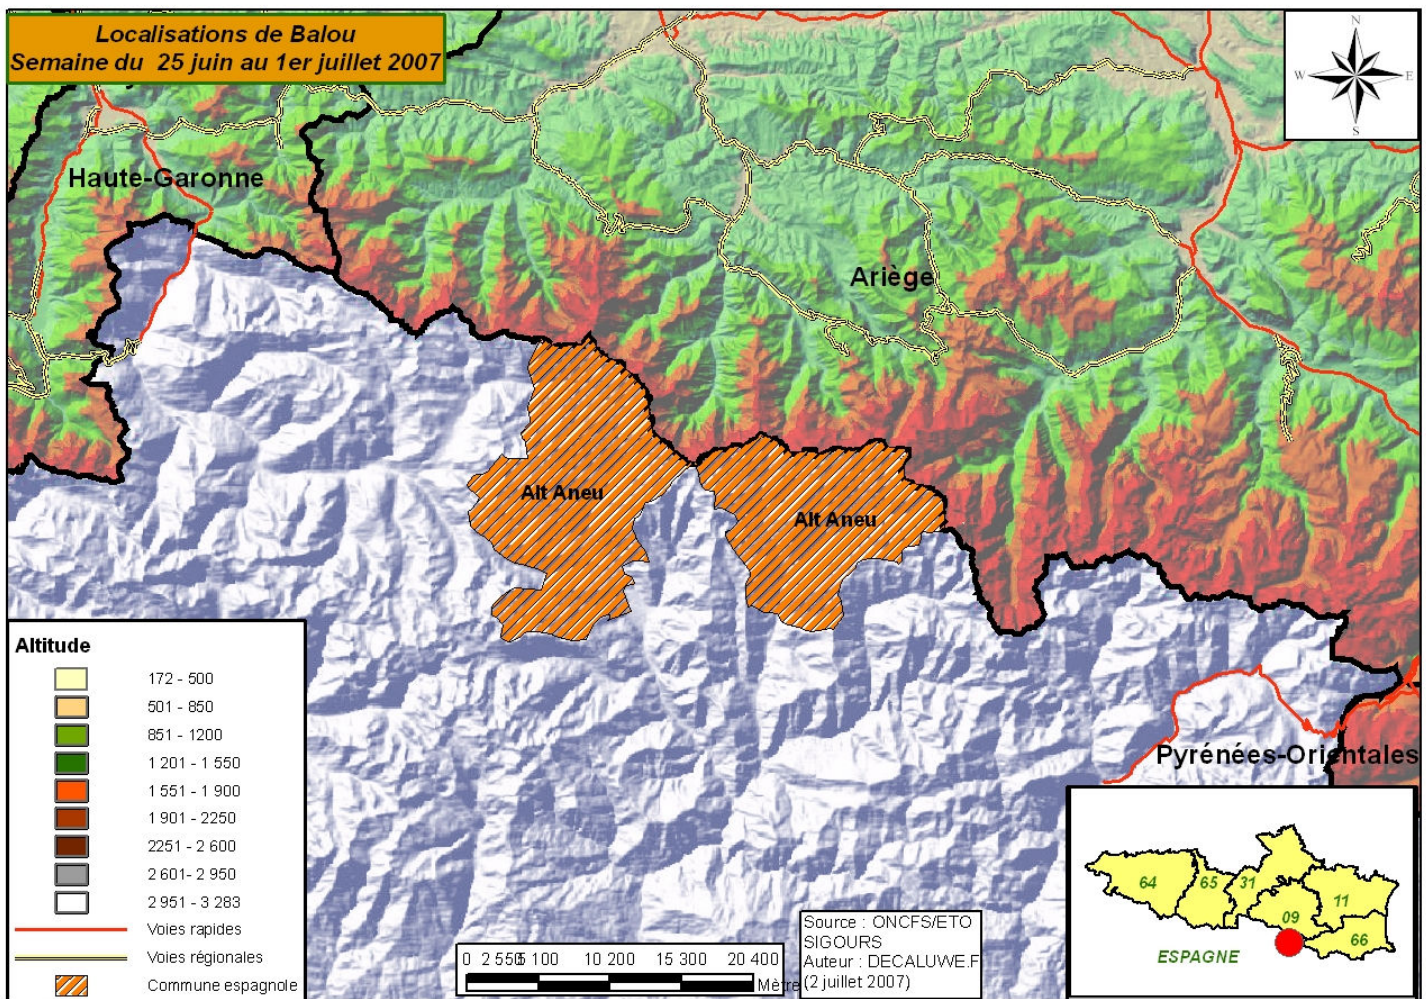 Localisations de Balou
Semaine du 25 juin au 1er juillet 2007
N
W E
S
Haute-Garonne
Ariège
Alt Aneu
Alt Aneu
Pyrénées-Orientales
Altitude
172 - 500
501 - 850
851 - 1200
1 201 - 1 550
1 551 - 1 900
1 901 - 2250
2251 - 2 600
2 601 - 2 950
2 951 - 3 283
Voies rapides
Voies régionales
Commune espagnole
0 2 550 5 100 10 200 15 300 20 400
Mètre
Source : ONCFS/ETO
SIGOURS
Auteur : DECALUWE.F
(2 juillet 2007)
64 65 31 11
09
66
ESPAGNE